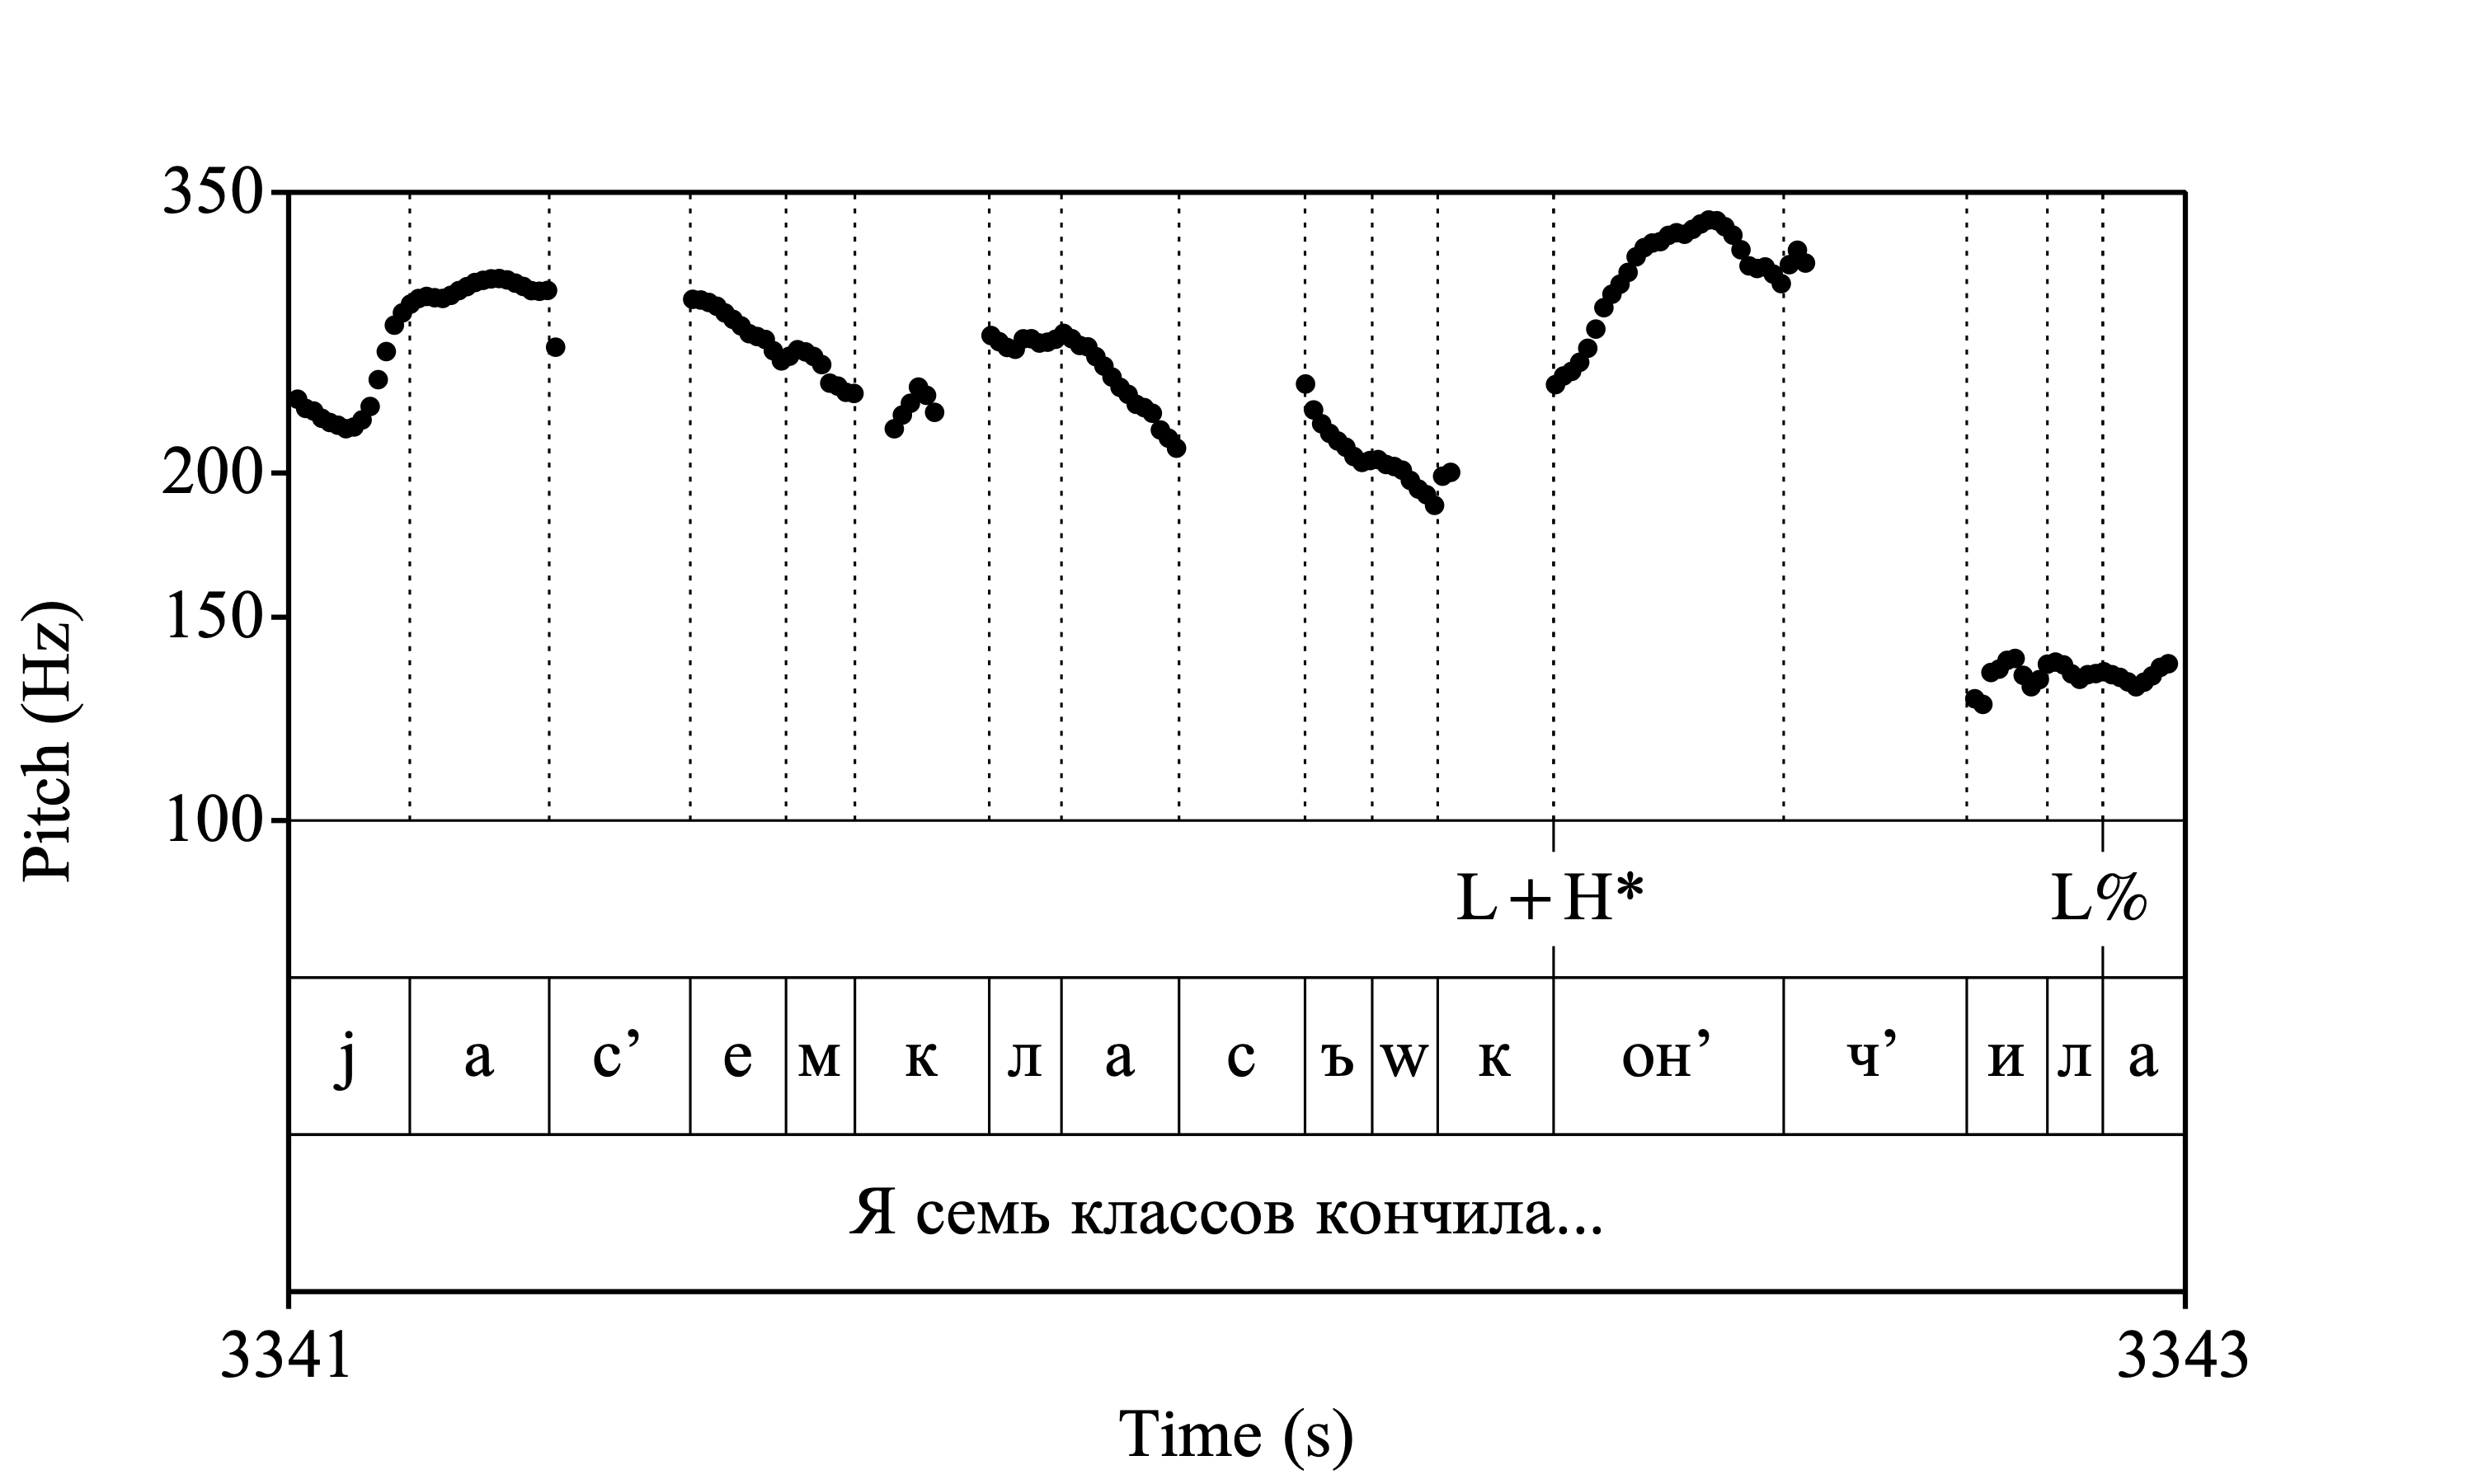 350
200
150
100
Pitch (Hz)
L+H* L%
j а с’ е м к л а с ъ w к он’ ч’ и л а
Я семь классов кончила...
3341 3343
Time (s)